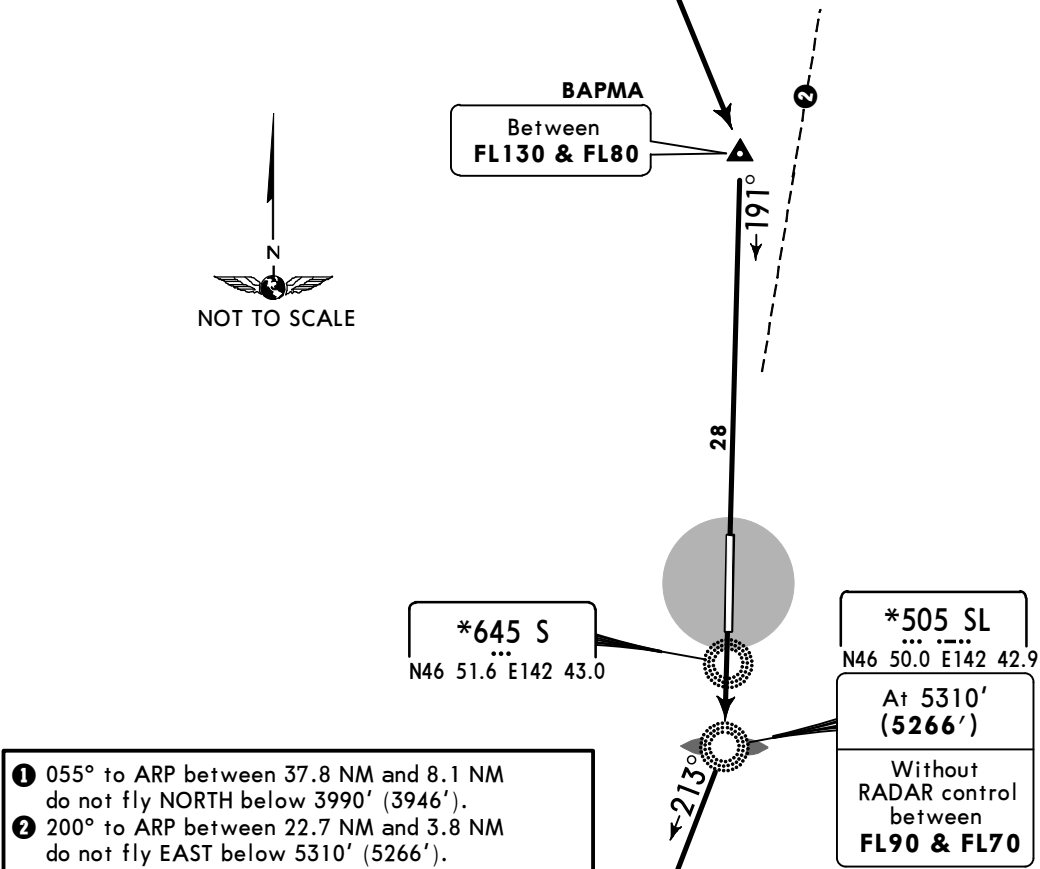 2
BAPMA
Between
FL130 & FL80
←191°
N
NOT TO SCALE
28
*645 S
N46 51.6 E142 43.0
*505 SL
N46 50.0 E142 42.9
At 5310'
(5266')
Without
RADAR control
between
FL90 & FL70
←213°
1 055° to ARP between 37.8 NM and 8.1 NM
do not fly NORTH below 3990' (3946').
2 200° to ARP between 22.7 NM and 3.8 NM
do not fly EAST below 5310' (5266').